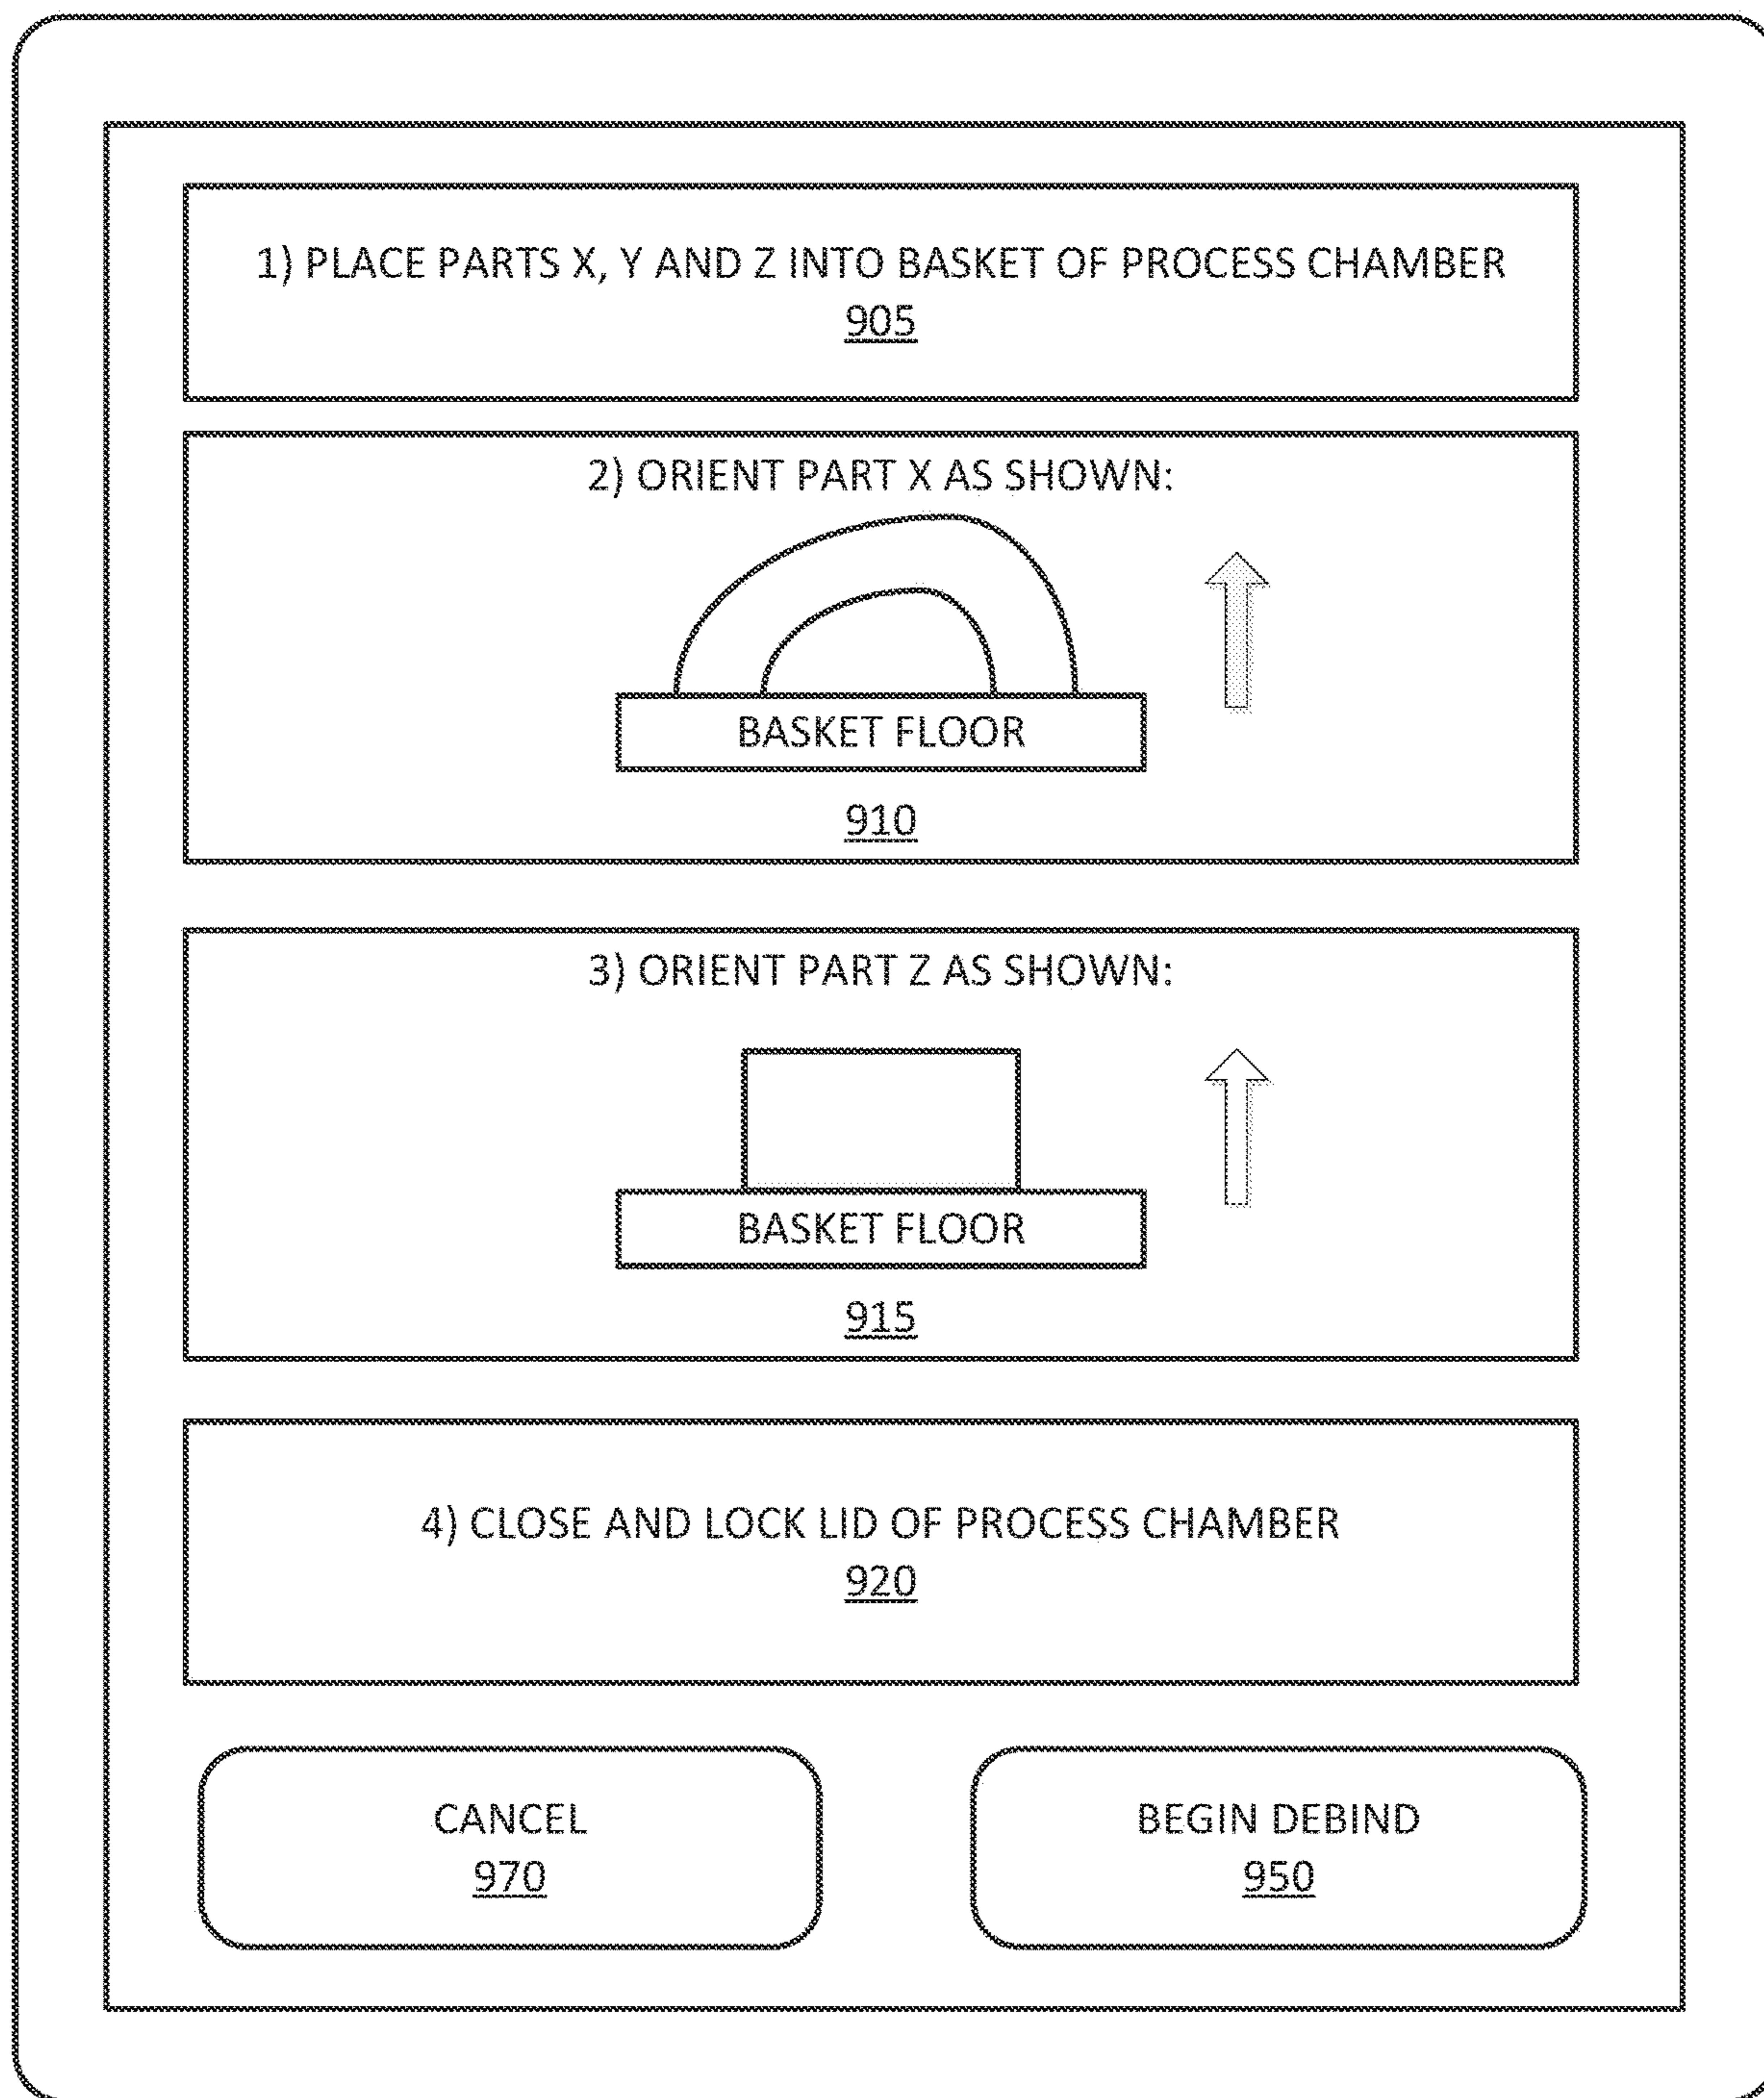 1) PLACE PARTS X, Y AND Z INTO BASKET OF PROCESS CHAMBER
905
2) ORIENT PART X AS SHOWN:
BASKET FLOOR
910
3) ORIENT PART Z AS SHOWN:
BASKET FLOOR
915
4) CLOSE AND LOCK LID OF PROCESS CHAMBER
920
CANCEL
970
BEGIN DEBIND
950